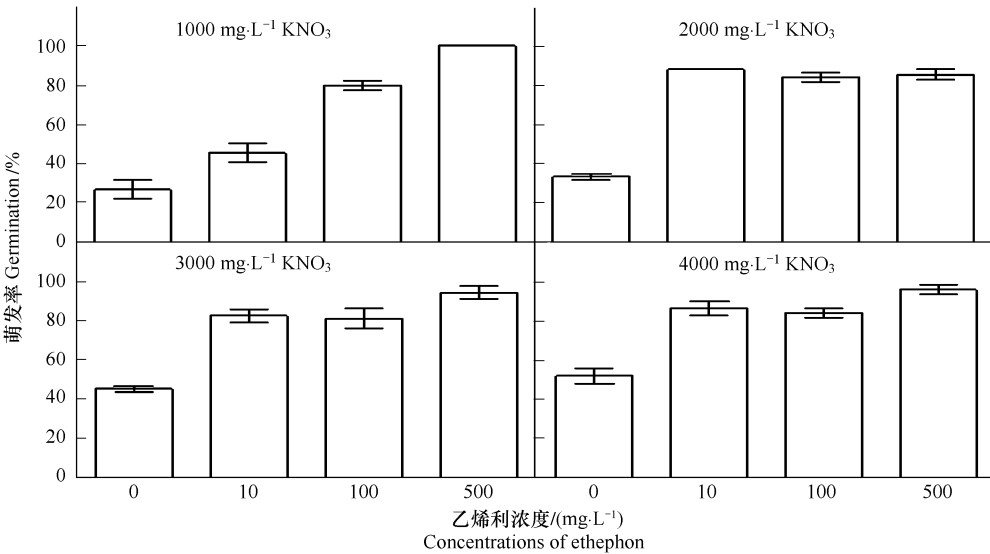 1000 mg·L⁻¹ KNO₃
2000 mg·L⁻¹ KNO₃
100
80
60
40
20
0
萌发率 Germination /%
3000 mg·L⁻¹ KNO₃
4000 mg·L⁻¹ KNO₃
100
80
60
40
20
0
0 10 100 500 0 10 100 500
乙烯利浓度/(mg·L⁻¹)
Concentrations of ethephon